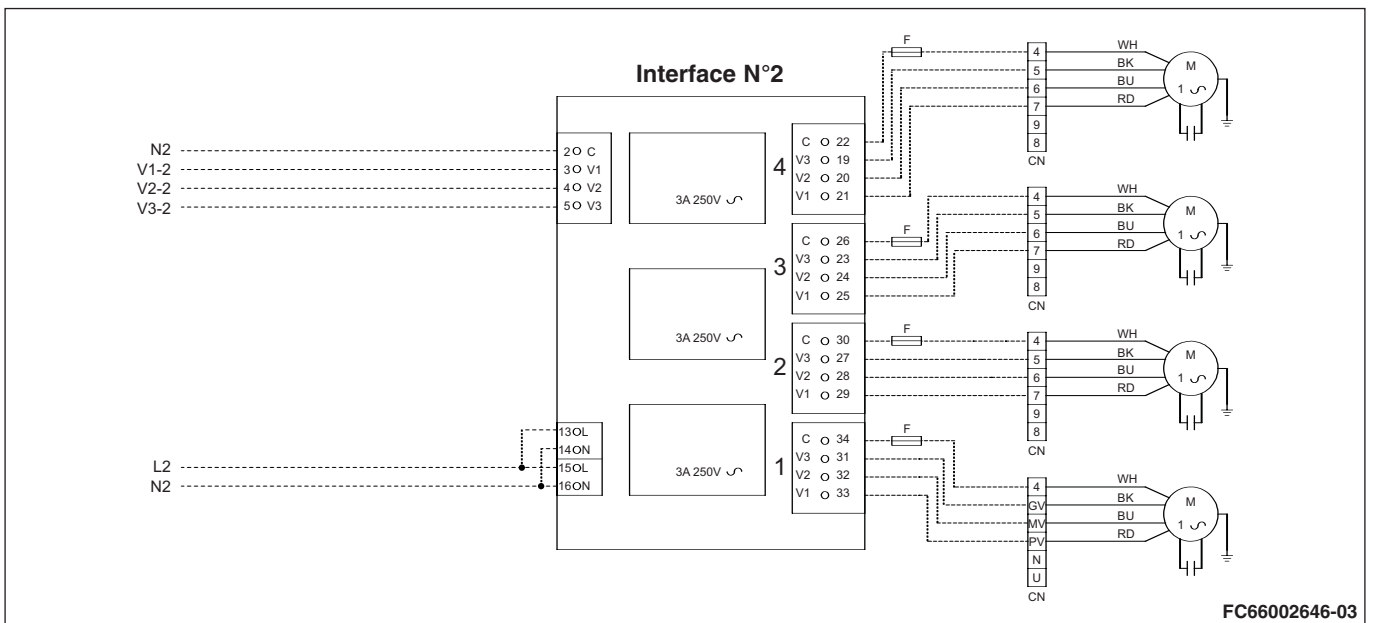 Interface N°2
N2
V1-2
V2-2
V3-2
2 C
3 V1
4 V2
5 V3
3A 250V
3A 250V
3A 250V
13 L
14 N
15 L
16 N
L2
N2
4
C 22
V3 19
V2 20
V1 21
3
C 26
V3 23
V2 24
V1 25
2
C 30
V3 27
V2 28
V1 29
1
C 34
V3 31
V2 32
V1 33
F
4 WH
5 BK
6 BU
7 RD
9
8
CN
M
1
F
4 WH
5 BK
6 BU
7 RD
9
8
CN
M
1
F
4 WH
5 BK
6 BU
7 RD
9
8
CN
M
1
F
4 WH
GV BK
MV BU
PV RD
N
U
CN
M
1
FC66002646-03